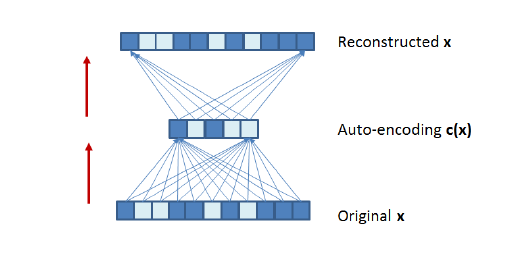 Reconstructed x
Auto-encoding c(x)
Original x